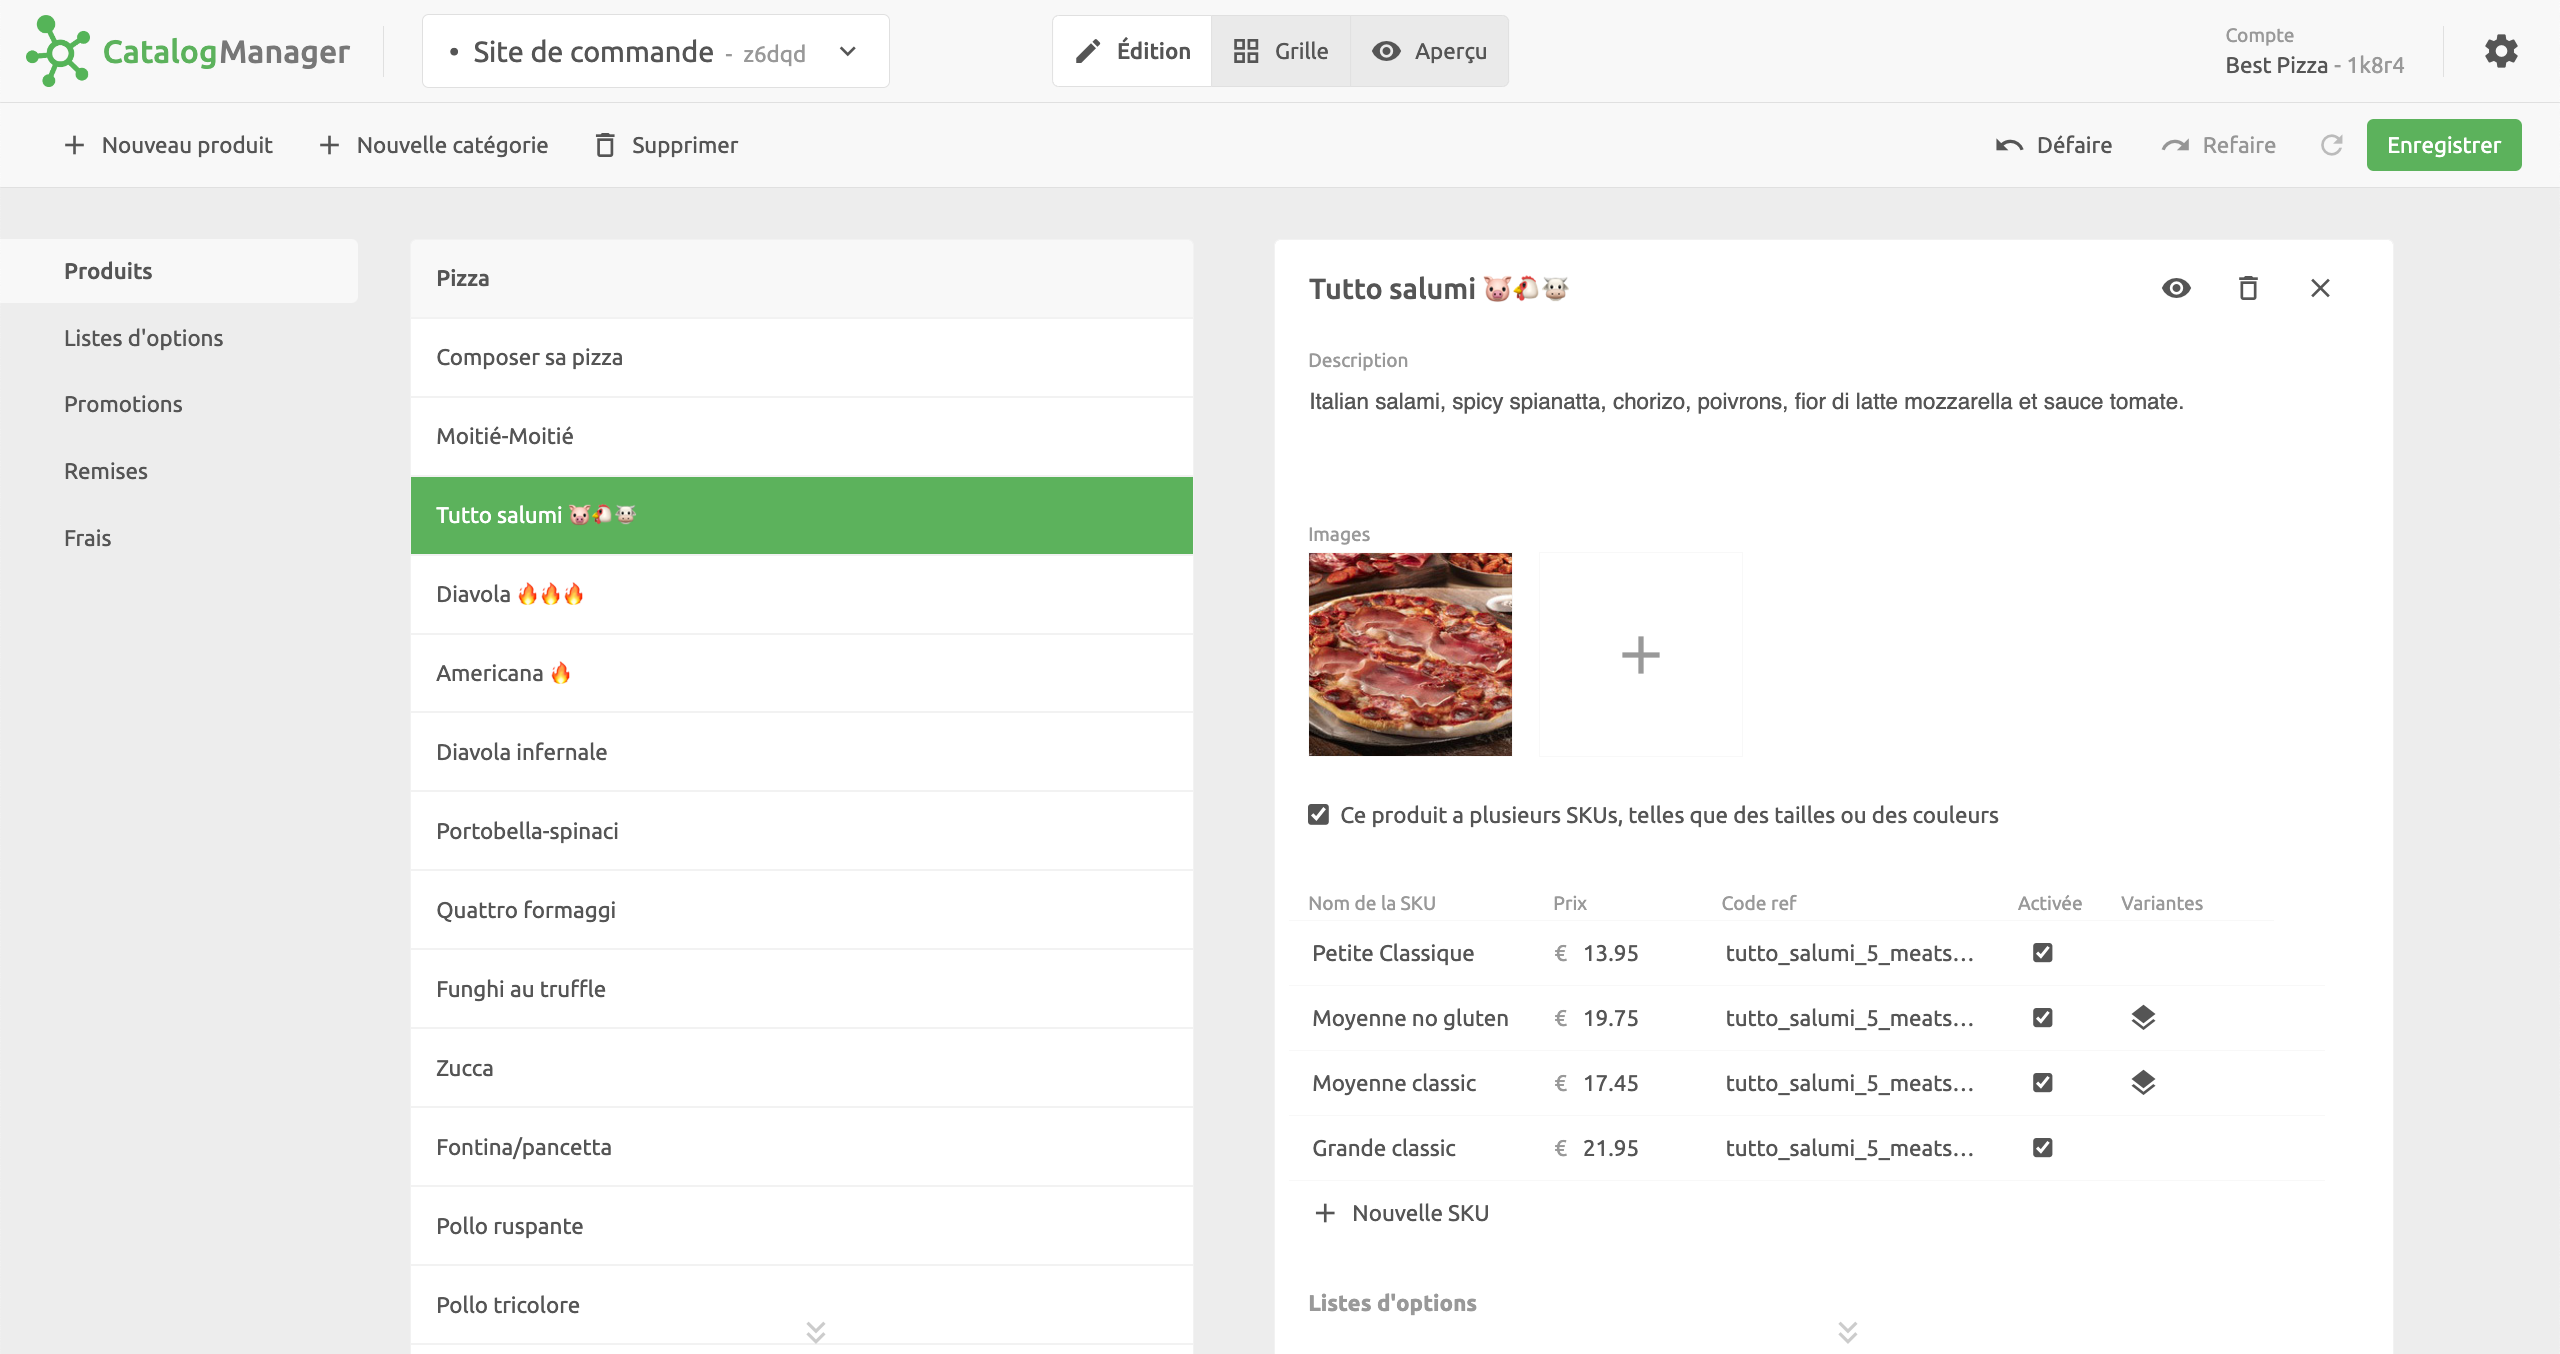 CatalogManager
• Site de commande - z6dqd
Édition
Grille
Aperçu
Compte
Best Pizza - 1k8r4
Nouveau produit
Nouvelle catégorie
Supprimer
Défaire
Refaire
Enregistrer
Produits
Listes d'options
Promotions
Remises
Frais
Pizza
Composer sa pizza
Moitié-Moitié
Tutto salumi 🐷🐔🐮
Diavola 🔥🔥🔥
Americana 🔥
Diavola infernale
Portobella-spinaci
Quattro formaggi
Funghi au truffle
Zucca
Fontina/pancetta
Pollo ruspante
Pollo tricolore
Tutto salumi 🐷🐔🐮
Description
Italian salami, spicy spianatta, chorizo, poivrons, fior di latte mozzarella et sauce tomate.
Images
Ce produit a plusieurs SKUs, telles que des tailles ou des couleurs
Nom de la SKU Prix Code ref Activée Variantes
Petite Classique € 13.95 tutto_salumi_5_meats...
Moyenne no gluten € 19.75 tutto_salumi_5_meats...
Moyenne classic € 17.45 tutto_salumi_5_meats...
Grande classic € 21.95 tutto_salumi_5_meats...
Nouvelle SKU
Listes d'options